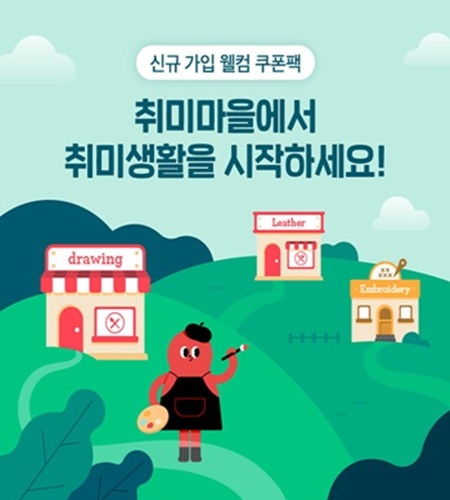 신규 가입 웰컴 쿠폰팩
취미마을에서
취미생활을 시작하세요!
Leather
drawing
Embroidery